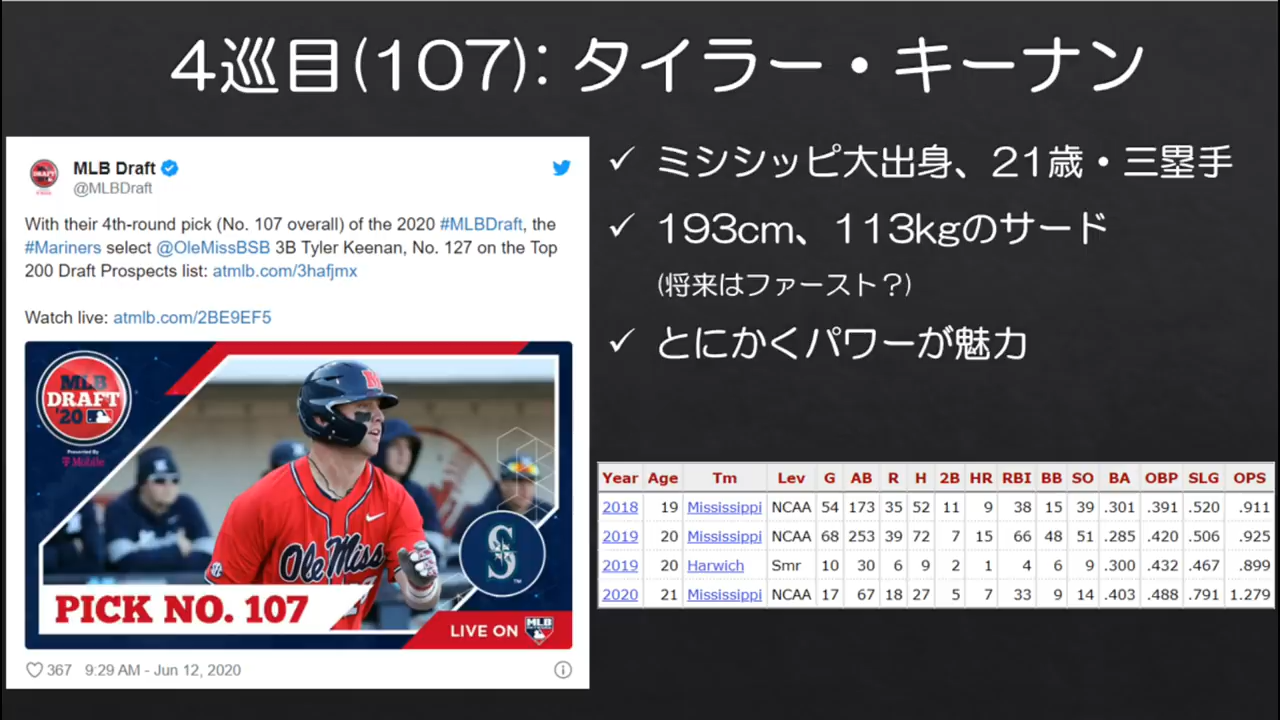 4巡目(107): タイラー・キーナン
MLB Draft
@MLBDraft
With their 4th-round pick (No. 107 overall) of the 2020 #MLBDraft, the
#Mariners select @OleMissBSB 3B Tyler Keenan, No. 127 on the Top
200 Draft Prospects list: atmlb.com/3hafjmx
Watch live: atmlb.com/2BE9EF5
MLB
DRAFT
'20
Presented By
T Mobile
M
Ole Miss
S
TM
PICK NO. 107
LIVE ON MLB NETWORK
367 9:29 AM - Jun 12, 2020
✓ ミシシッピ大出身、21歳・三塁手
✓ 193cm、113kgのサード
(将来はファースト？)
✓ とにかくパワーが魅力
Year Age Tm Lev G AB R H 2B HR RBI BB SO BA OBP SLG OPS
2018 19 Mississippi NCAA 54 173 35 52 11 9 38 15 39 .301 .391 .520 .911
2019 20 Mississippi NCAA 68 253 39 72 7 15 66 48 51 .285 .420 .506 .925
2019 20 Harwich Smr 10 30 6 9 2 1 4 6 9 .300 .432 .467 .899
2020 21 Mississippi NCAA 17 67 18 27 5 7 33 9 14 .403 .488 .791 1.279